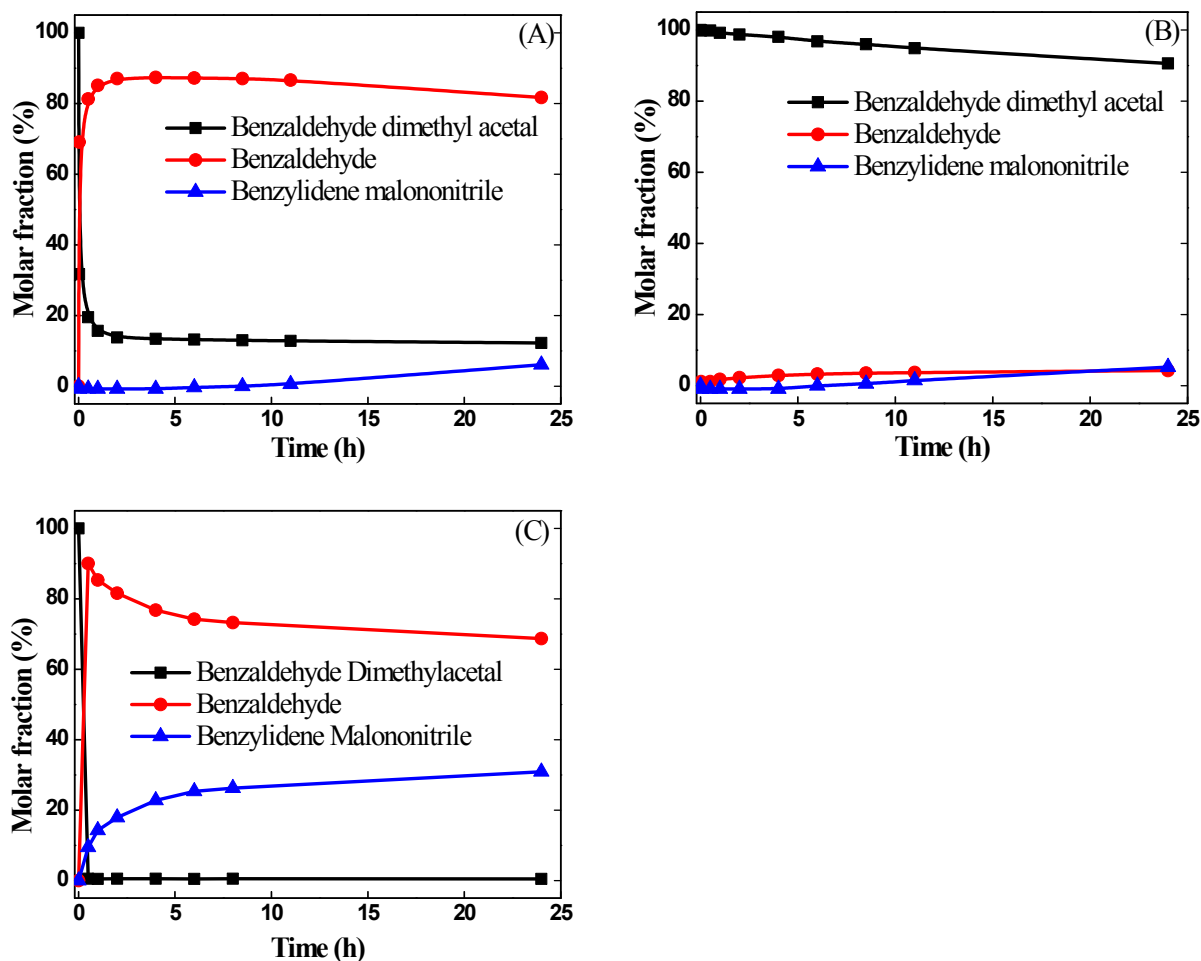 (A)
Molar fraction (%)
100
80
60
40
20
0
Benzaldehyde dimethyl acetal
Benzaldehyde
Benzylidene malononitrile
0 5 10 15 20 25
Time (h)
(B)
Molar fraction (%)
100
80
60
40
20
0
Benzaldehyde dimethyl acetal
Benzaldehyde
Benzylidene malononitrile
0 5 10 15 20 25
Time (h)
(C)
Molar fraction (%)
100
80
60
40
20
0
Benzaldehyde Dimethylacetal
Benzaldehyde
Benzylidene Malononitrile
0 5 10 15 20 25
Time (h)